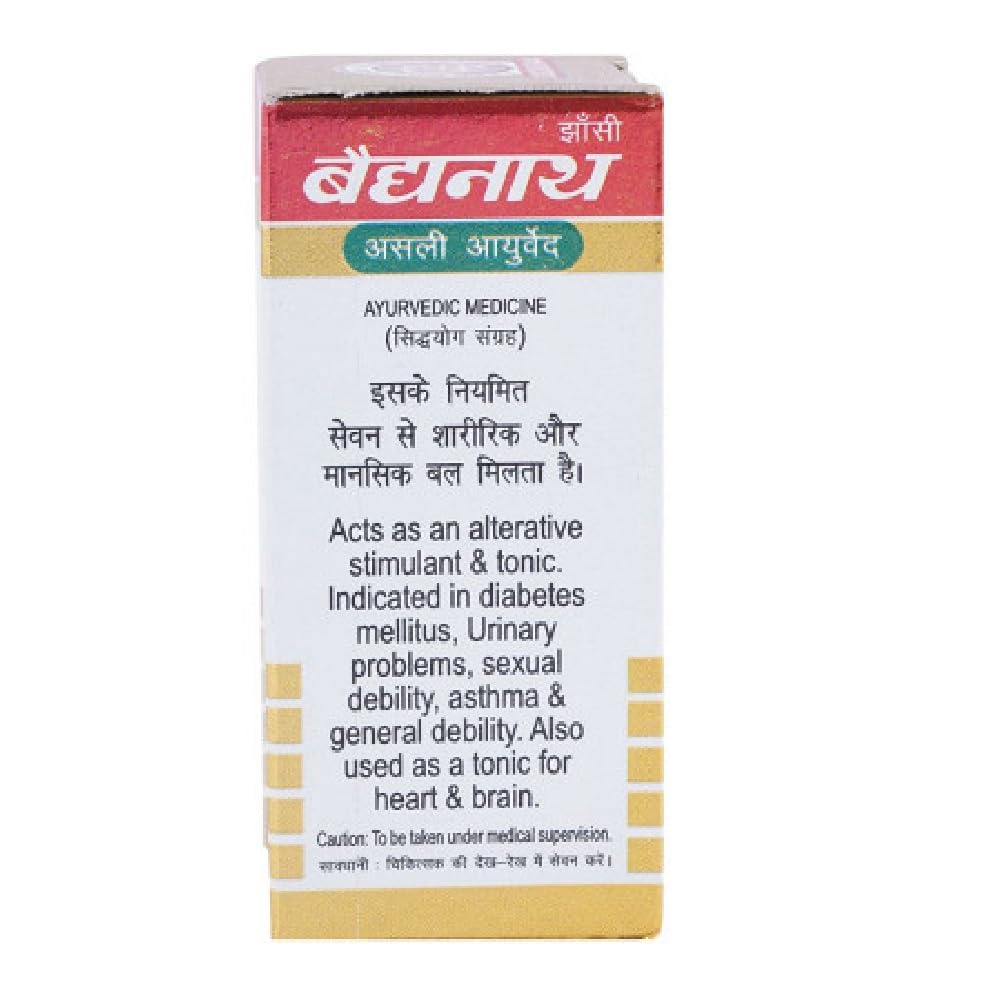 झाँसी
बैद्यनाथ
असली आयुर्वेद
AYURVEDIC MEDICINE
(सिद्धयोग संग्रह)
इसके नियमित
सेवन से शारीरिक और
मानसिक बल मिलता है।
Acts as an alterative
stimulant & tonic.
Indicated in diabetes
mellitus, Urinary
problems, sexual
debility, asthma &
general debility. Also
used as a tonic for
heart & brain.
Caution: To be taken under medical supervision.
सावधानी : चिकित्सक की देख-रेख में सेवन करें।